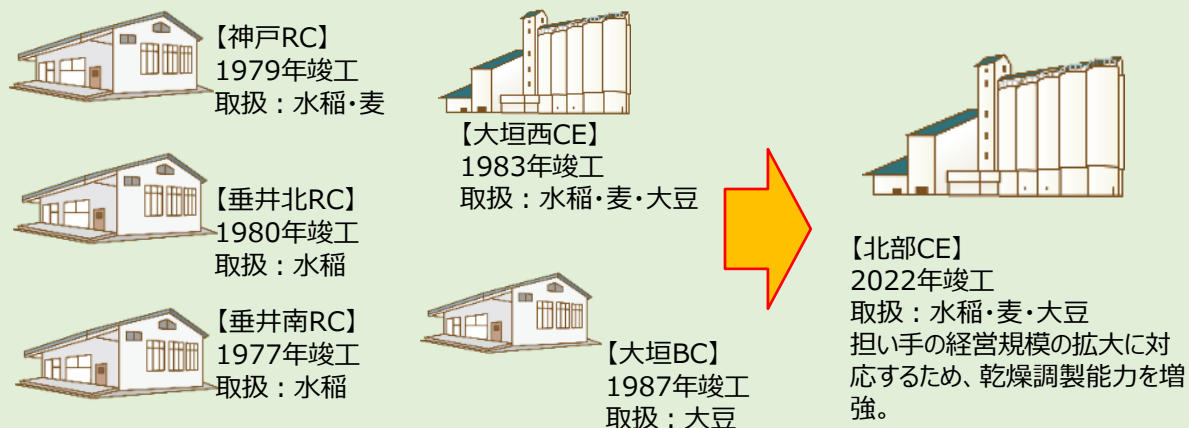 【神戸RC】
1979年竣工
取扱：水稲・麦
【垂井北RC】
1980年竣工
取扱：水稲
【垂井南RC】
1977年竣工
取扱：水稲
【大垣西CE】
1983年竣工
取扱：水稲・麦・大豆
【大垣BC】
1987年竣工
取扱：大豆
【北部CE】
2022年竣工
取扱：水稲・麦・大豆
担い手の経営規模の拡大に対
応するため、乾燥調製能力を増
強。